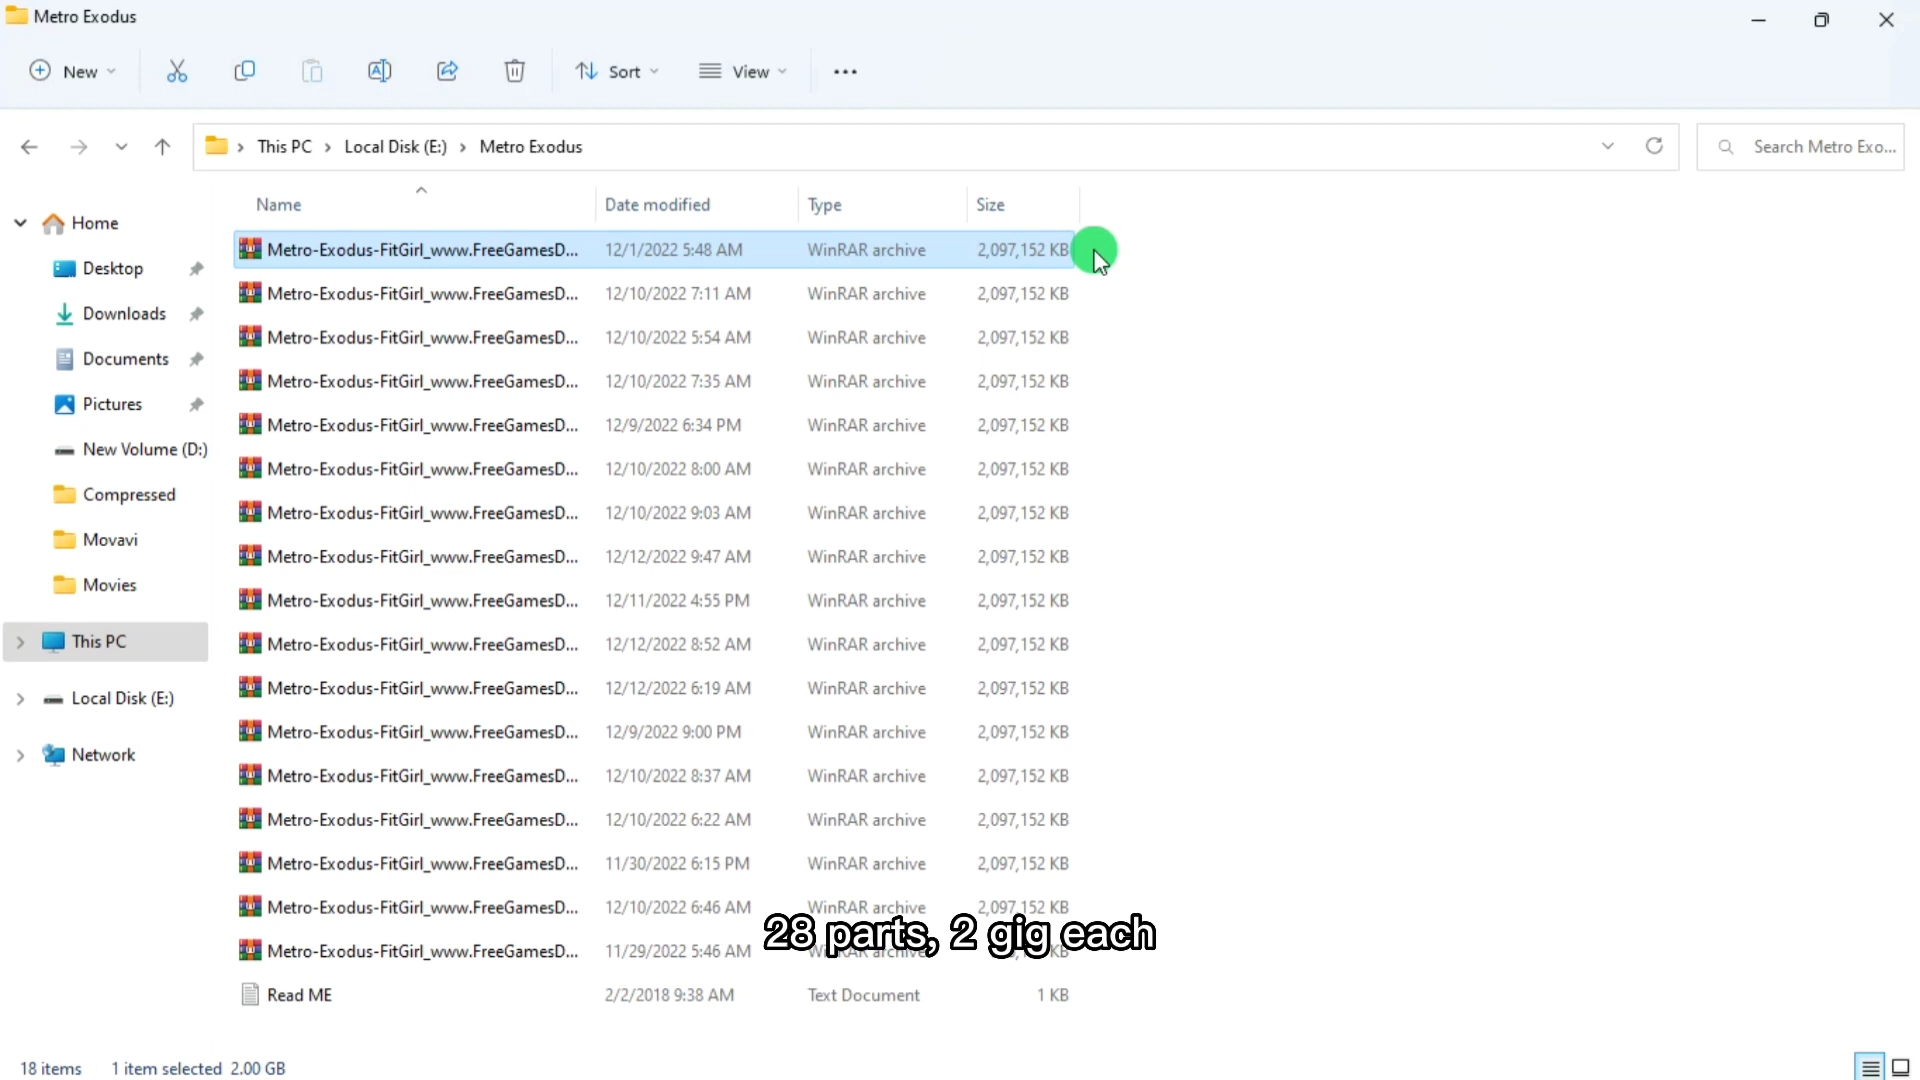 Metro Exodus
New
Sort
View
This PC
Local Disk (E:)
Metro Exodus
Search Metro Exo...
Name
Date modified
Type
Size
Home
Desktop
Downloads
Documents
Pictures
New Volume (D:)
Compressed
Movavi
Movies
This PC
Local Disk (E:)
Network
Metro-Exodus-FitGirl_www.FreeGamesD... 12/1/2022 5:48 AM WinRAR archive 2,097,152 KB
Metro-Exodus-FitGirl_www.FreeGamesD... 12/10/2022 7:11 AM WinRAR archive 2,097,152 KB
Metro-Exodus-FitGirl_www.FreeGamesD... 12/10/2022 5:54 AM WinRAR archive 2,097,152 KB
Metro-Exodus-FitGirl_www.FreeGamesD... 12/10/2022 7:35 AM WinRAR archive 2,097,152 KB
Metro-Exodus-FitGirl_www.FreeGamesD... 12/9/2022 6:34 PM WinRAR archive 2,097,152 KB
Metro-Exodus-FitGirl_www.FreeGamesD... 12/10/2022 8:00 AM WinRAR archive 2,097,152 KB
Metro-Exodus-FitGirl_www.FreeGamesD... 12/10/2022 9:03 AM WinRAR archive 2,097,152 KB
Metro-Exodus-FitGirl_www.FreeGamesD... 12/12/2022 9:47 AM WinRAR archive 2,097,152 KB
Metro-Exodus-FitGirl_www.FreeGamesD... 12/11/2022 4:55 PM WinRAR archive 2,097,152 KB
Metro-Exodus-FitGirl_www.FreeGamesD... 12/12/2022 8:52 AM WinRAR archive 2,097,152 KB
Metro-Exodus-FitGirl_www.FreeGamesD... 12/12/2022 6:19 AM WinRAR archive 2,097,152 KB
Metro-Exodus-FitGirl_www.FreeGamesD... 12/9/2022 9:00 PM WinRAR archive 2,097,152 KB
Metro-Exodus-FitGirl_www.FreeGamesD... 12/10/2022 8:37 AM WinRAR archive 2,097,152 KB
Metro-Exodus-FitGirl_www.FreeGamesD... 12/10/2022 6:22 AM WinRAR archive 2,097,152 KB
Metro-Exodus-FitGirl_www.FreeGamesD... 11/30/2022 6:15 PM WinRAR archive 2,097,152 KB
Metro-Exodus-FitGirl_www.FreeGamesD... 12/10/2022 6:46 AM WinRAR archive 2,097,152 KB
28 parts, 2 gig each
Metro-Exodus-FitGirl_www.FreeGamesD... 11/29/2022 5:46 AM WinRAR archive KB
Read ME 2/2/2018 9:38 AM Text Document 1 KB
18 items 1 item selected 2.00 GB